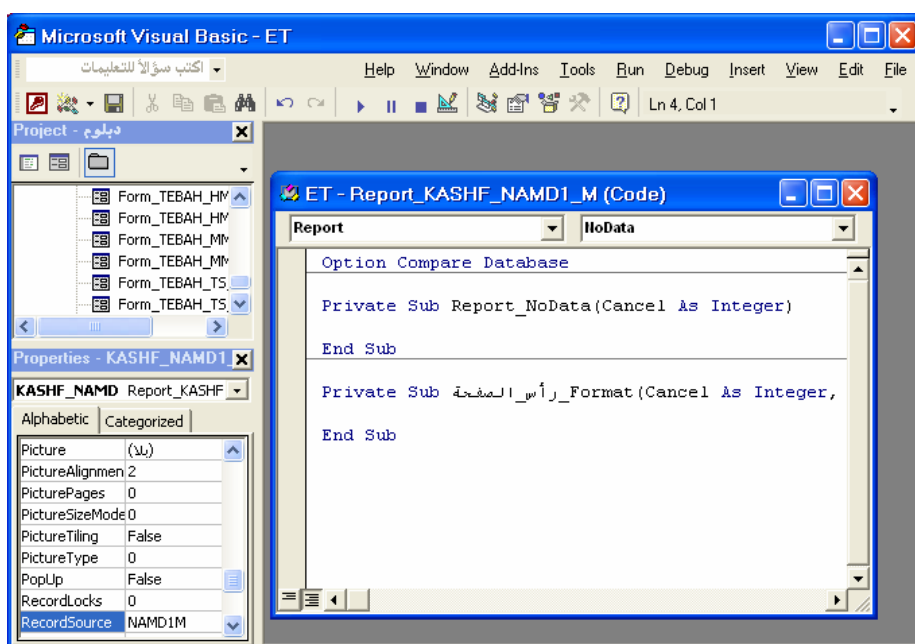 Microsoft Visual Basic - ET
اكتب سؤالاً للتعليمات
Help Window Add-Ins Tools Run Debug Insert View Edit File
Ln 4, Col 1
Project - دبلوم
Form_TEBAH_HM
Form_TEBAH_HM
Form_TEBAH_MM
Form_TEBAH_MM
Form_TEBAH_TS_
Form_TEBAH_TS_
Properties - KASHF_NAMD1_
KASHF_NAMD Report_KASHF
Alphabetic Categorized
Picture (بلا)
PictureAlignmen 2
PicturePages 0
PictureSizeMode 0
PictureTiling False
PictureType 0
PopUp False
RecordLocks 0
RecordSource NAMD1M
ET - Report_KASHF_NAMD1_M (Code)
Report NoData
Option Compare Database
Private Sub Report_NoData(Cancel As Integer)
End Sub
Private Sub رأس_الصفحة_Format(Cancel As Integer,
End Sub